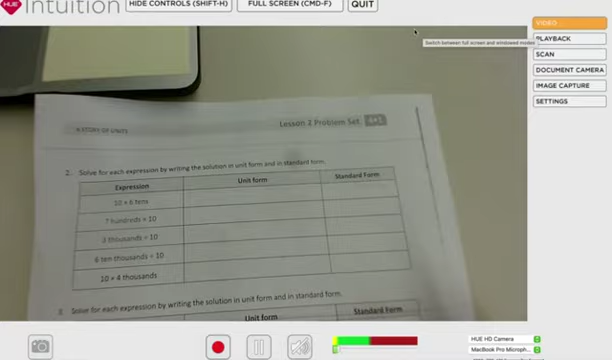 HUE
Intuition
HIDE CONTROLS (SHIFT-H)
FULL SCREEN (CMD-F)
QUIT
Switch between full screen and windowed modes
VIDEO
PLAYBACK
SCAN
DOCUMENT CAMERA
IMAGE CAPTURE
SETTINGS
A STORY OF UNITS
Lesson 2 Problem Set 4•1
2. Solve for each expression by writing the solution in unit form and in standard form.
Expression Unit form Standard Form
10 × 6 tens
7 hundreds × 10
3 thousands ÷ 10
6 ten thousands ÷ 10
10 × 4 thousands
3. Solve for each expression by writing the solution in unit form and in standard form.
Unit form Standard Form
HUE HD Camera
MacBook Pro Microph...